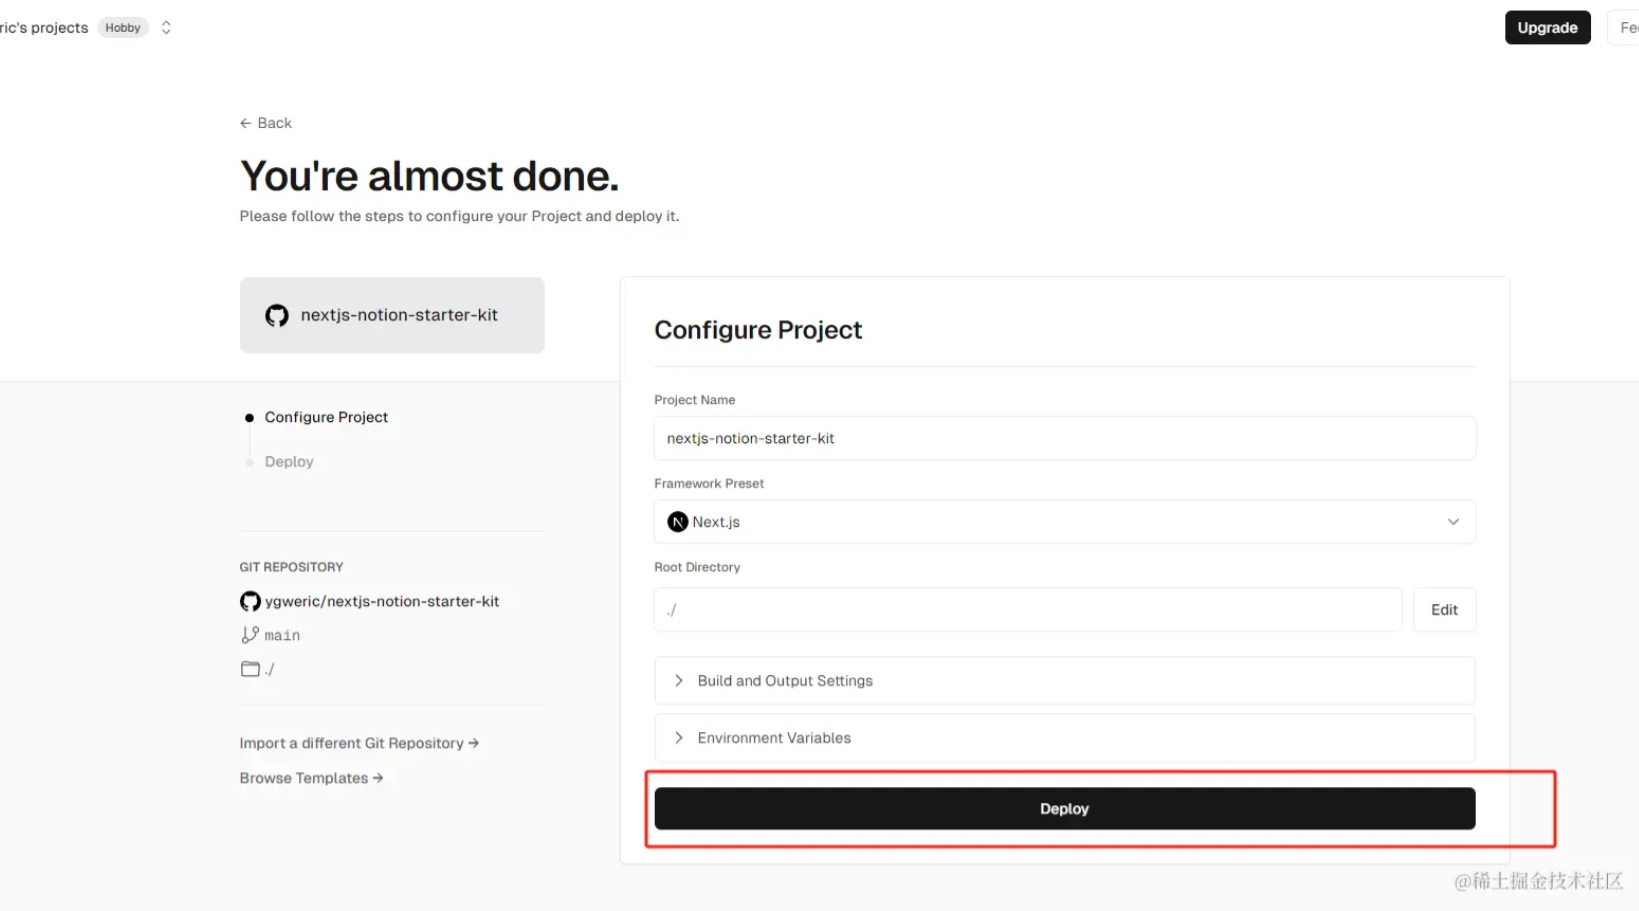 ric's projects Hobby
Upgrade
Fe
← Back
You're almost done.
Please follow the steps to configure your Project and deploy it.
nextjs-notion-starter-kit
Configure Project
Deploy
GIT REPOSITORY
ygweric/nextjs-notion-starter-kit
main
./
Import a different Git Repository →
Browse Templates →
Configure Project
Project Name
nextjs-notion-starter-kit
Framework Preset
N Next.js
Root Directory
./
Edit
Build and Output Settings
Environment Variables
Deploy
@稀土掘金技术社区